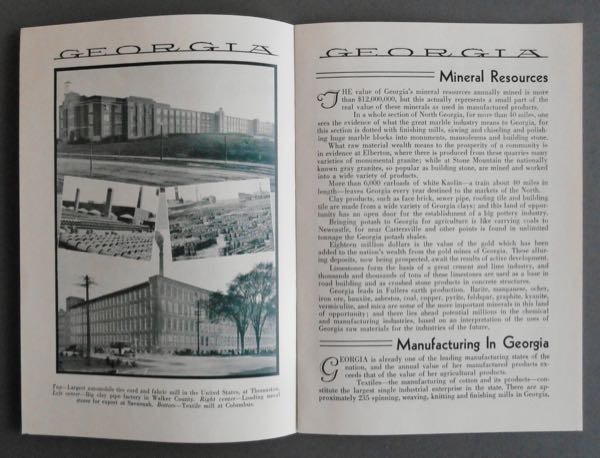 GEORGIA
Top—Largest automobile tire cord and fabric mill in the United States, at Thomaston.
Left center—Big clay pipe factory in Walker County. Right center—Loading naval
stores for export at Savannah. Bottom—Textile mill at Columbus.
GEORGIA
Mineral Resources
THE value of Georgia's mineral resources annually mined is more
than $12,000,000, but this actually represents a small part of the
real value of these minerals as used in manufactured products.
In a whole section of North Georgia, for more than 40 miles, one
sees the evidence of what the great marble industry means to Georgia, for
this section is dotted with finishing mills, sawing and chiseling and polish-
ing huge marble blocks into monuments, mausoleums and building stone.
What raw material wealth means to the prosperity of a community is
in evidence at Elberton, where there is produced from these quarries many
varieties of monumental granite; while at Stone Mountain the nationally
known gray granites, so popular as building stone, are mined and worked
into a wide variety of products.
More than 6,000 carloads of white Kaolin—a train about 40 miles in
length—leaves Georgia every year destined to the markets of the North.
Clay products, such as face brick, sewer pipe, roofing tile and building
tile are made from a wide variety of Georgia clays; and this land of oppor-
tunity has an open door for the establishment of a big pottery industry.
Bringing potash to Georgia for agriculture is like carrying coals to
Newcastle, for near Cartersville and other points is found in unlimited
tonnage the Georgia potash shales.
Eighteen million dollars is the value of the gold which has been
added to the nation's wealth from the gold mines of Georgia. These allur-
ing deposits, now being prospected, await the results of active development.
Limestones form the basis of a great cement and lime industry, and
thousands and thousands of tons of these limestones are used as a base in
road building and as crushed stone products in concrete structures.
Georgia leads in Fullers earth production. Barite, manganese, ocher,
iron ore, bauxite, asbestos, coal, copper, pyrite, feldspar, graphite, kyanite,
vermiculite, and mica are some of the more important minerals in this land
of opportunity; and there lies ahead potential millions in the chemical
and manufacturing industries, based on an interpretation of the uses of
Georgia raw materials for the industries of the future.
Manufacturing In Georgia
GEORGIA is already one of the leading manufacturing states of the
nation, and the annual value of her manufactured products ex-
ceeds that of the value of her agricultural products.
Textiles—the manufacturing of cotton and its products—con-
stitute the largest single industrial enterprise in the state. There are ap-
proximately 235 spinning, weaving, knitting and finishing mills in Georgia,